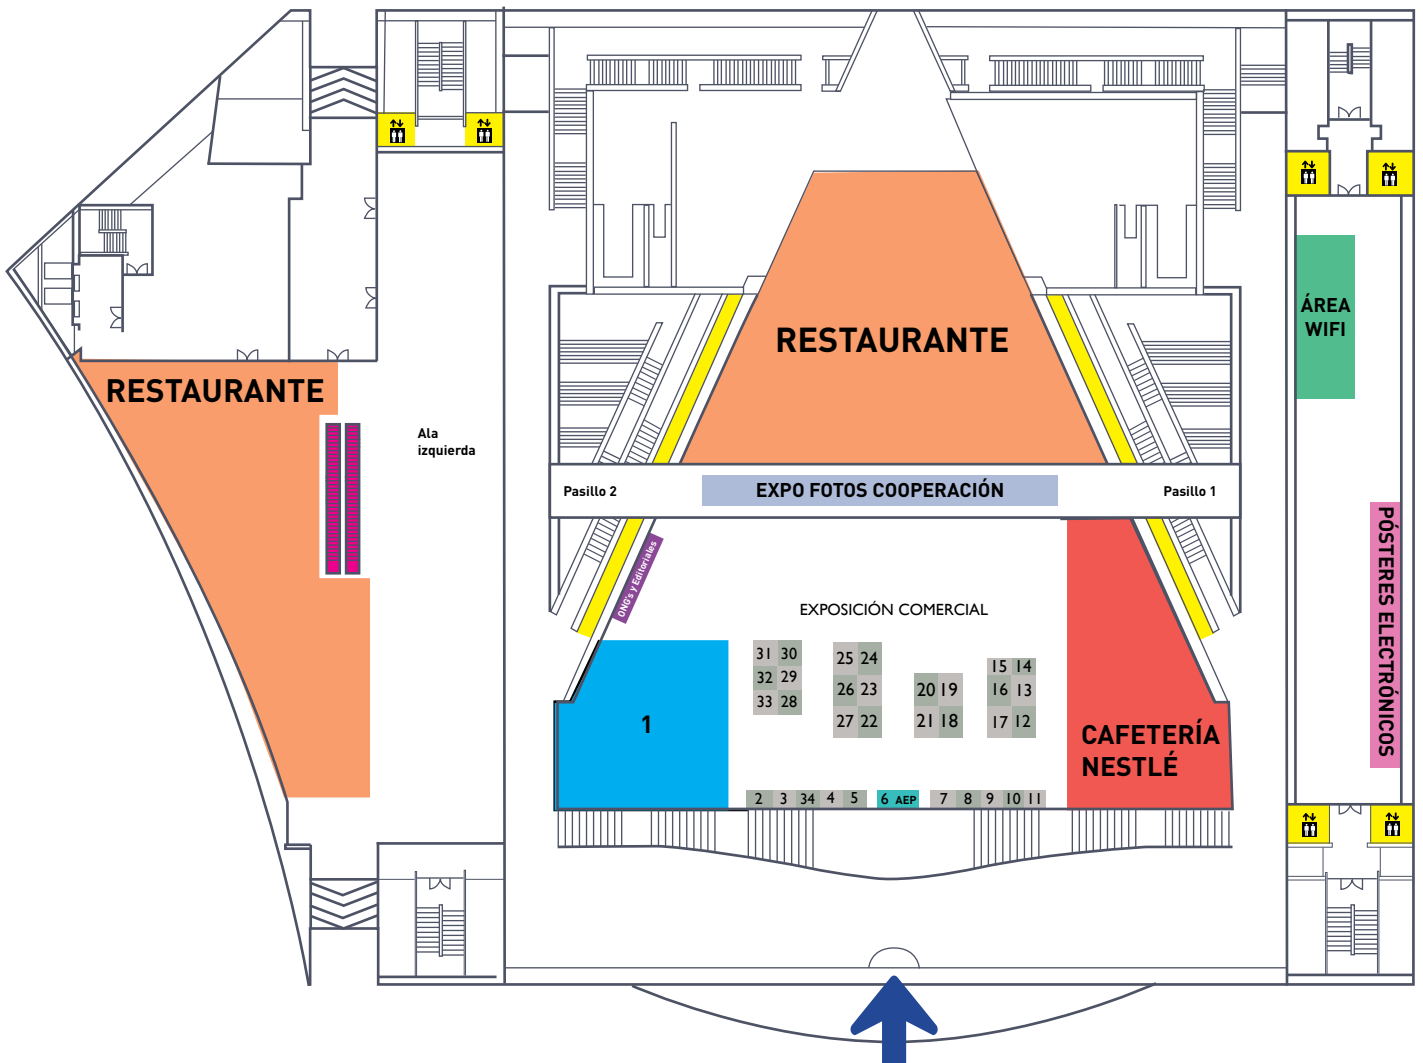 RESTAURANTE
RESTAURANTE
ÁREA
WIFI
Ala
izquierda
Pasillo 2
EXPO FOTOS COOPERACIÓN
Pasillo 1
ONG's y Editoriales
PÓSTERES ELECTRÓNICOS
EXPOSICIÓN COMERCIAL
31 30
32 29
33 28
25 24
26 23
27 22
20 19
21 18
15 14
16 13
17 12
1
CAFETERÍA
NESTLÉ
2 3 34 4 5 6 AEP 7 8 9 10 11